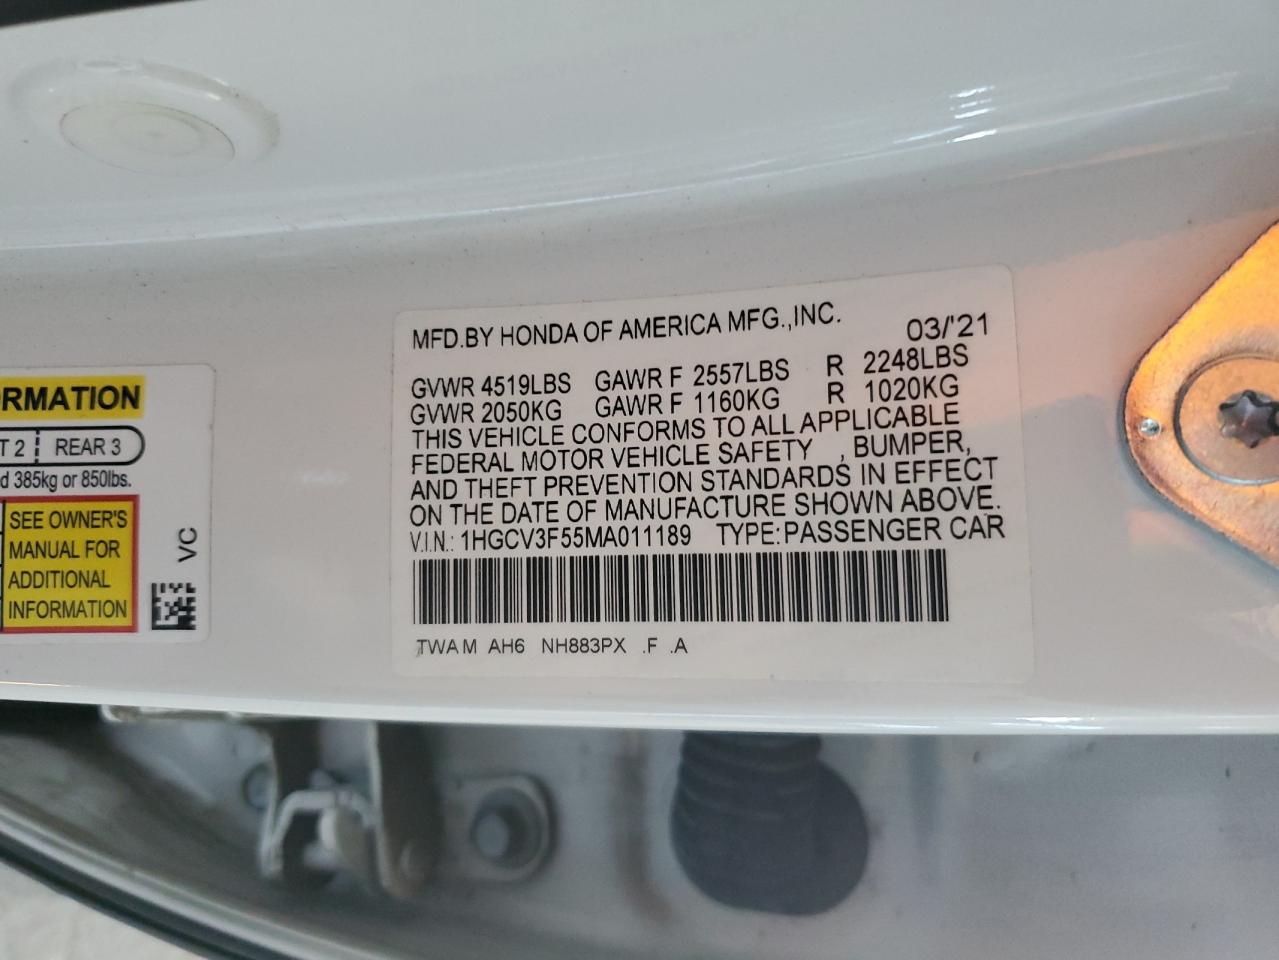 MFD.BY HONDA OF AMERICA MFG.,INC. 03/'21
GVWR 4519LBS GAWR F 2557LBS R 2248LBS
GVWR 2050KG GAWR F 1160KG R 1020KG
THIS VEHICLE CONFORMS TO ALL APPLICABLE
FEDERAL MOTOR VEHICLE SAFETY , BUMPER,
AND THEFT PREVENTION STANDARDS IN EFFECT
ON THE DATE OF MANUFACTURE SHOWN ABOVE.
V.I.N.: 1HGCV3F55MA011189 TYPE:PASSENGER CAR
TWA M AH6 NH883PX .F .A
ORMATION
T 2 REAR 3
d 385kg or 850lbs.
SEE OWNER'S
MANUAL FOR
ADDITIONAL
INFORMATION
VC